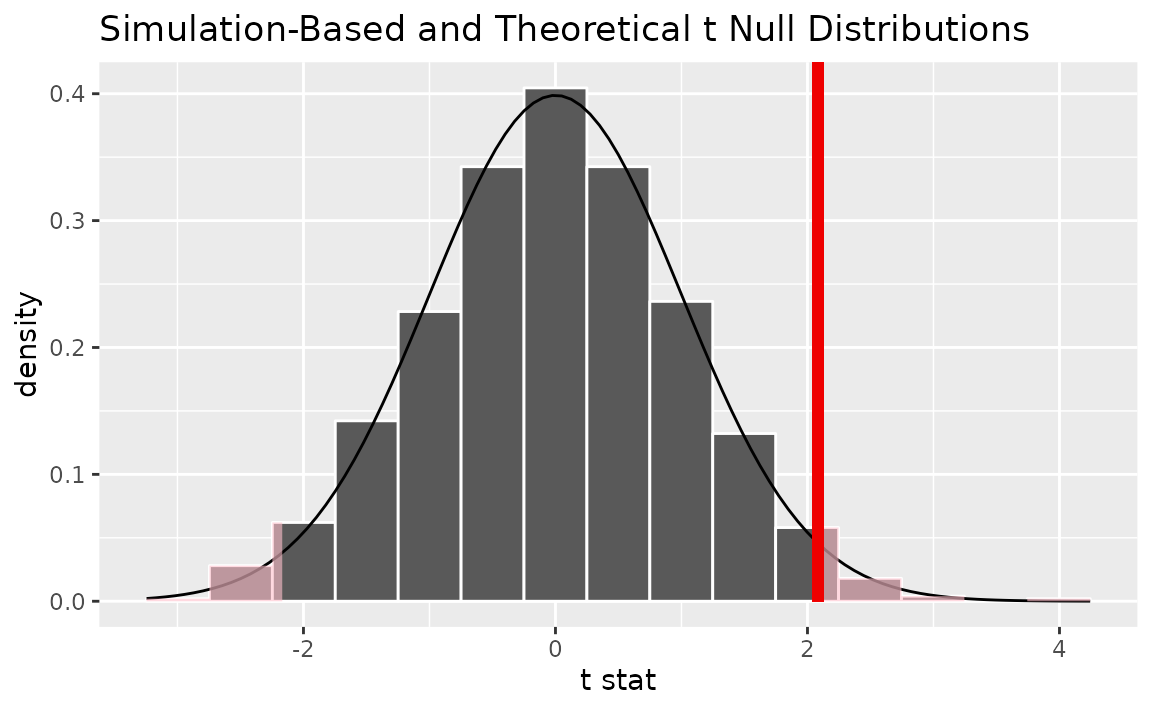 Simulation-Based and Theoretical t Null Distributions
density
0.4
0.3
0.2
0.1
0.0
-2 0 2 4
t stat